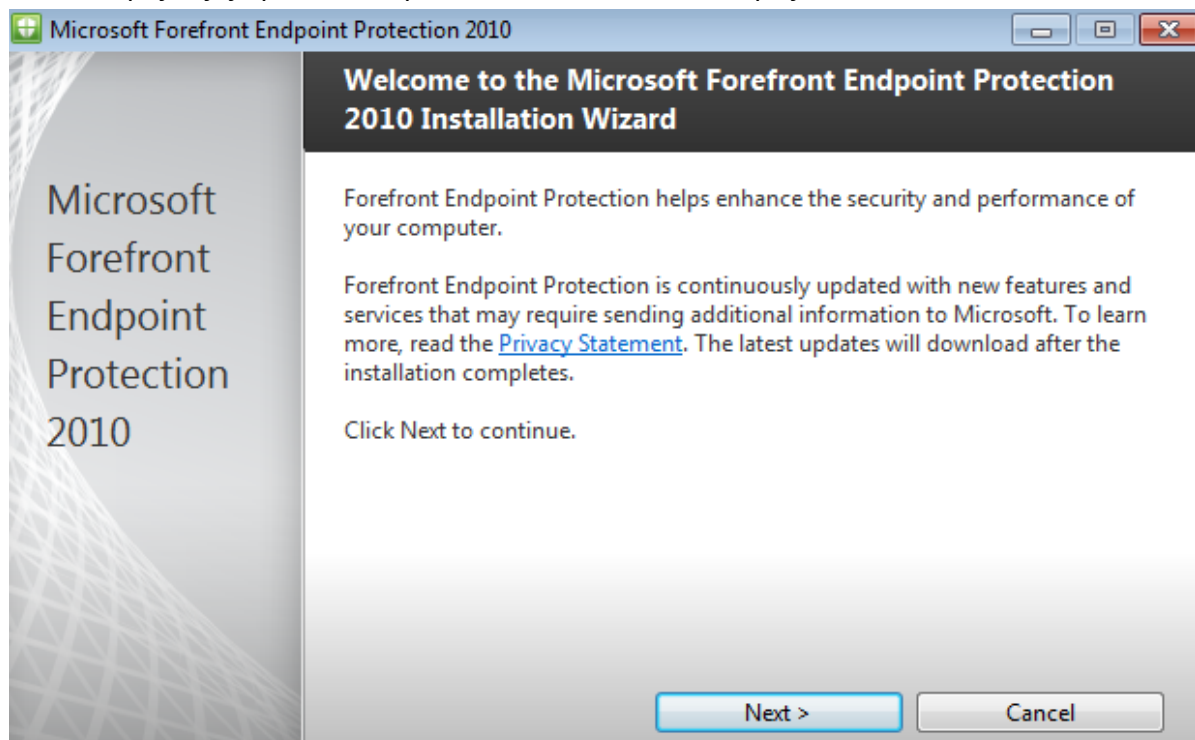 Microsoft Forefront Endpoint Protection 2010
Welcome to the Microsoft Forefront Endpoint Protection
2010 Installation Wizard
Microsoft
Forefront
Endpoint
Protection
2010
Forefront Endpoint Protection helps enhance the security and performance of
your computer.
Forefront Endpoint Protection is continuously updated with new features and
services that may require sending additional information to Microsoft. To learn
more, read the Privacy Statement. The latest updates will download after the
installation completes.
Click Next to continue.
Next >
Cancel